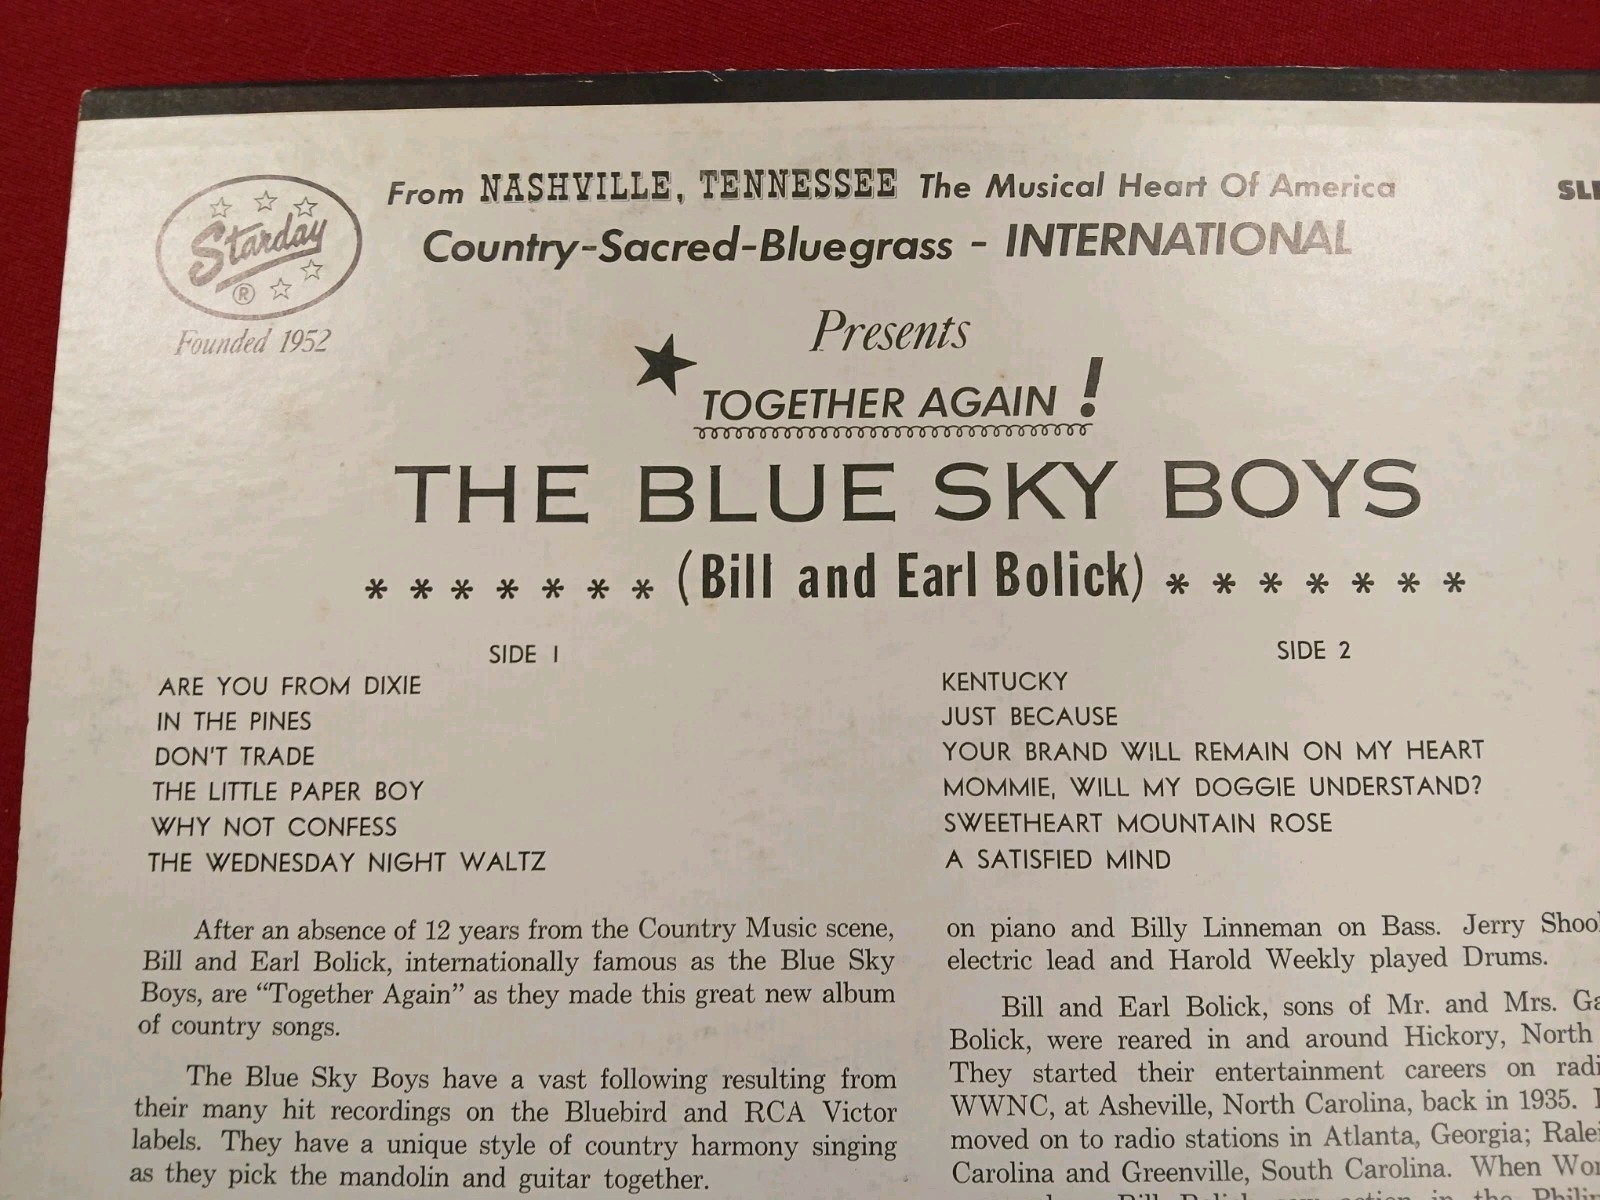 From NASHVILLE, TENNESSEE The Musical Heart Of America
Country-Sacred-Bluegrass - INTERNATIONAL
Starday
®
Founded 1952
Presents
TOGETHER AGAIN!
THE BLUE SKY BOYS
* * * * * * * (Bill and Earl Bolick) * * * * * * *
SIDE 1
ARE YOU FROM DIXIE
IN THE PINES
DON'T TRADE
THE LITTLE PAPER BOY
WHY NOT CONFESS
THE WEDNESDAY NIGHT WALTZ
SIDE 2
KENTUCKY
JUST BECAUSE
YOUR BRAND WILL REMAIN ON MY HEART
MOMMIE, WILL MY DOGGIE UNDERSTAND?
SWEETHEART MOUNTAIN ROSE
A SATISFIED MIND
After an absence of 12 years from the Country Music scene,
Bill and Earl Bolick, internationally famous as the Blue Sky
Boys, are “Together Again” as they made this great new album
of country songs.
The Blue Sky Boys have a vast following resulting from
their many hit recordings on the Bluebird and RCA Victor
labels. They have a unique style of country harmony singing
as they pick the mandolin and guitar together.
on piano and Billy Linneman on Bass. Jerry
electric lead and Harold Weekly played Drums.
Bill and Earl Bolick, sons of Mr. and Mrs.
Bolick, were reared in and around Hickory, North
They started their entertainment careers on
WWNC, at Asheville, North Carolina, back in 1935.
moved on to radio stations in Atlanta, Georgia;
Carolina and Greenville, South Carolina. When